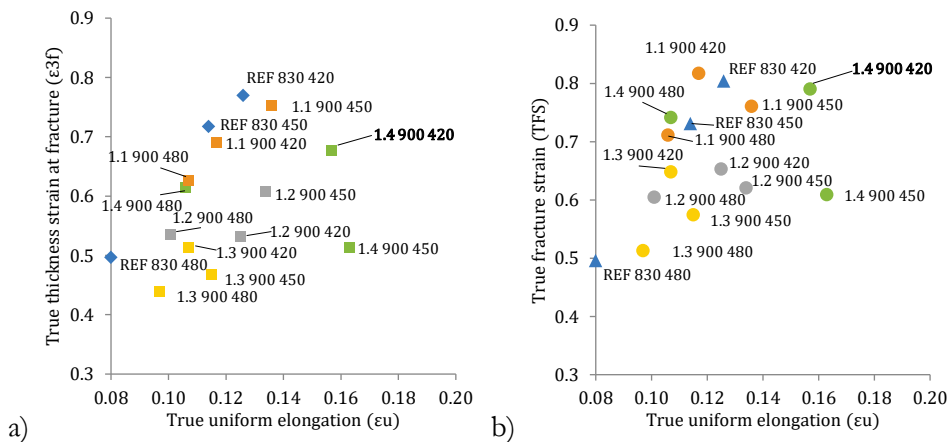 True thickness strain at fracture (ε3f)
0.9
0.8
0.7
0.6
0.5
0.4
0.3
REF 830 420
1.1 900 450
REF 830 450
1.1 900 420
1.4 900 420
1.1 900 480
1.4 900 480
1.2 900 450
1.2 900 480
1.2 900 420
1.3 900 420
1.4 900 450
REF 830 480
1.3 900 450
1.3 900 480
0.08 0.10 0.12 0.14 0.16 0.18 0.20
True uniform elongation (εu)
a)
True fracture strain (TFS)
0.9
0.8
0.7
0.6
0.5
0.4
0.3
1.1 900 420
REF 830 420
1.4 900 420
1.4 900 480
1.1 900 450
REF 830 450
1.1 900 480
1.3 900 420
1.2 900 420
1.2 900 450
1.2 900 480
1.4 900 450
1.3 900 450
1.3 900 480
REF 830 480
0.08 0.10 0.12 0.14 0.16 0.18 0.20
True uniform elongation (εu)
b)